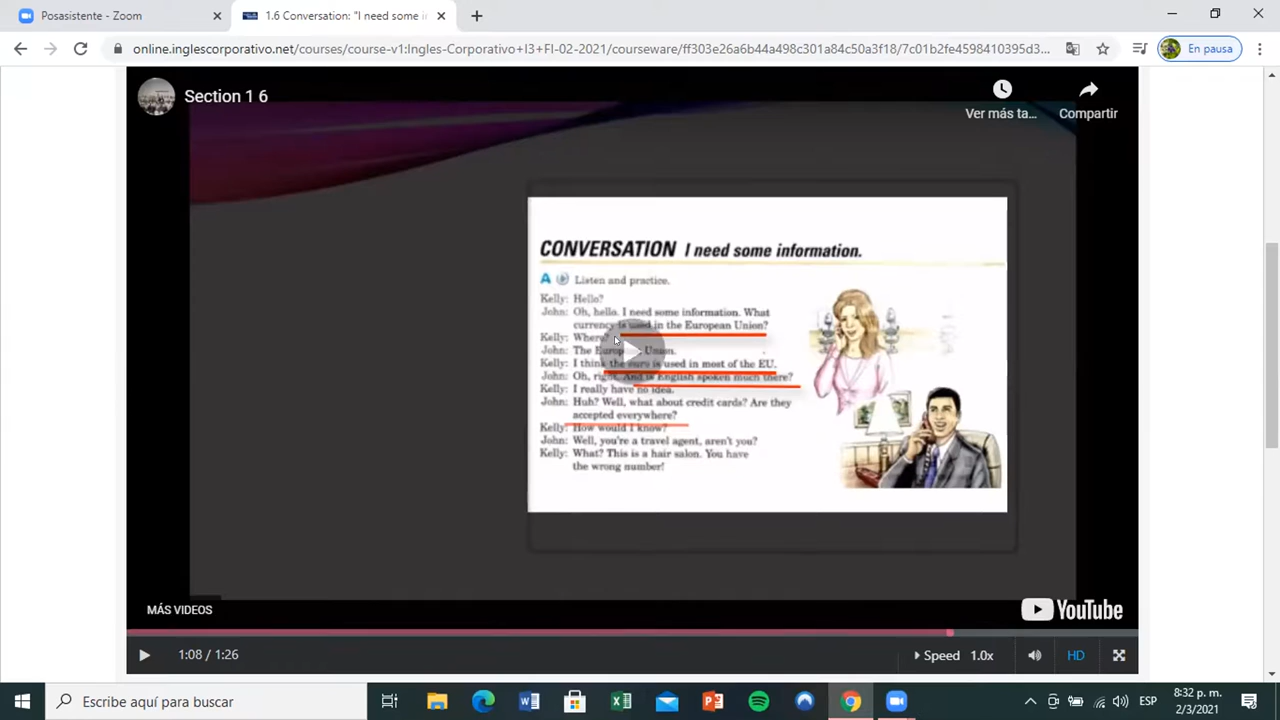 Posasistente - Zoom
1.6 Conversation: "I need some i
online.inglescorporativo.net/courses/course-v1:Ingles-Corporativo+I3+FI-02-2021/courseware/ff303e26a6b44a498c301a84c50a3f18/7c01b2fe4598410395d3...
En pausa
Section 1 6
Ver más ta...
Compartir
CONVERSATION I need some information.
A Listen and practice.
Kelly: Hello?
John: Oh, hello. I need some information. What
currency is used in the European Union?
Kelly: Where?
John: The European Union.
Kelly: I think the euro is used in most of the EU.
John: Oh, right. And is English spoken much there?
Kelly: I really have no idea.
John: Huh? Well, what about credit cards? Are they
accepted everywhere?
Kelly: How would I know?
John: Well, you're a travel agent, aren't you?
Kelly: What? This is a hair salon. You have
the wrong number!
MÁS VIDEOS
YouTube
1:08 / 1:26
Speed 1.0x
HD
Escribe aquí para buscar
ESP
8:32 p. m.
2/3/2021